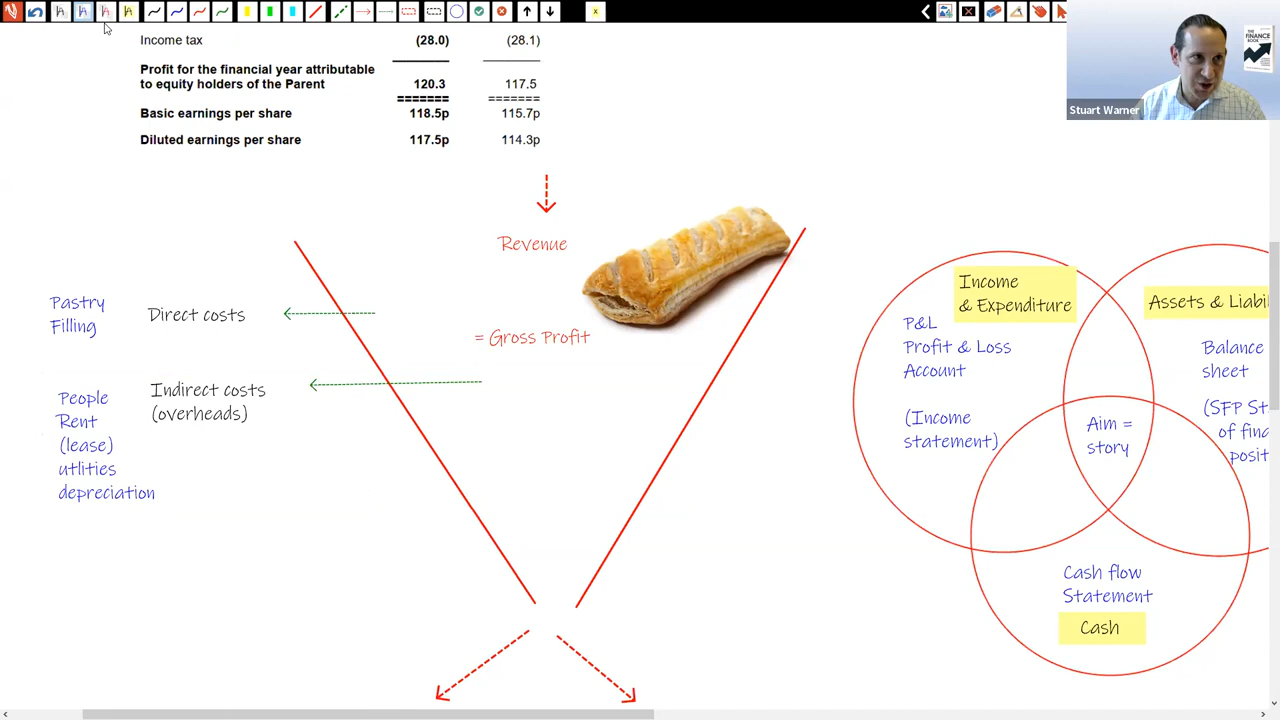 Income tax (28.0) (28.1)
Profit for the financial year attributable
to equity holders of the Parent 120.3 117.5
======= =======
Basic earnings per share 118.5p 115.7p
Diluted earnings per share 117.5p 114.3p
Stuart Warner
THE
FINANCE
BOOK
Revenue
Pastry
Filling
Direct costs
= Gross Profit
People
Rent
(lease)
utlities
depreciation
Indirect costs
(overheads)
Income
& Expenditure
P&L
Profit & Loss
Account
(Income
statement)
Assets & Liabi
Balance
sheet
(SFP St
of fina
posit
Aim =
story
Cash flow
Statement
Cash